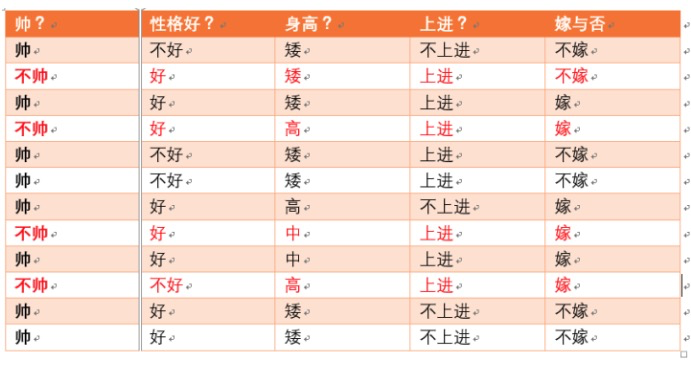 帅？ 性格好？ 身高？ 上进？ 嫁与否
帅 不好 矮 不上进 不嫁
不帅 好 矮 上进 不嫁
帅 好 矮 上进 嫁
不帅 好 高 上进 嫁
帅 不好 矮 上进 不嫁
帅 不好 矮 上进 不嫁
帅 好 高 不上进 嫁
不帅 好 中 上进 嫁
帅 好 中 上进 嫁
不帅 不好 高 上进 嫁
帅 好 矮 不上进 不嫁
帅 好 矮 不上进 不嫁